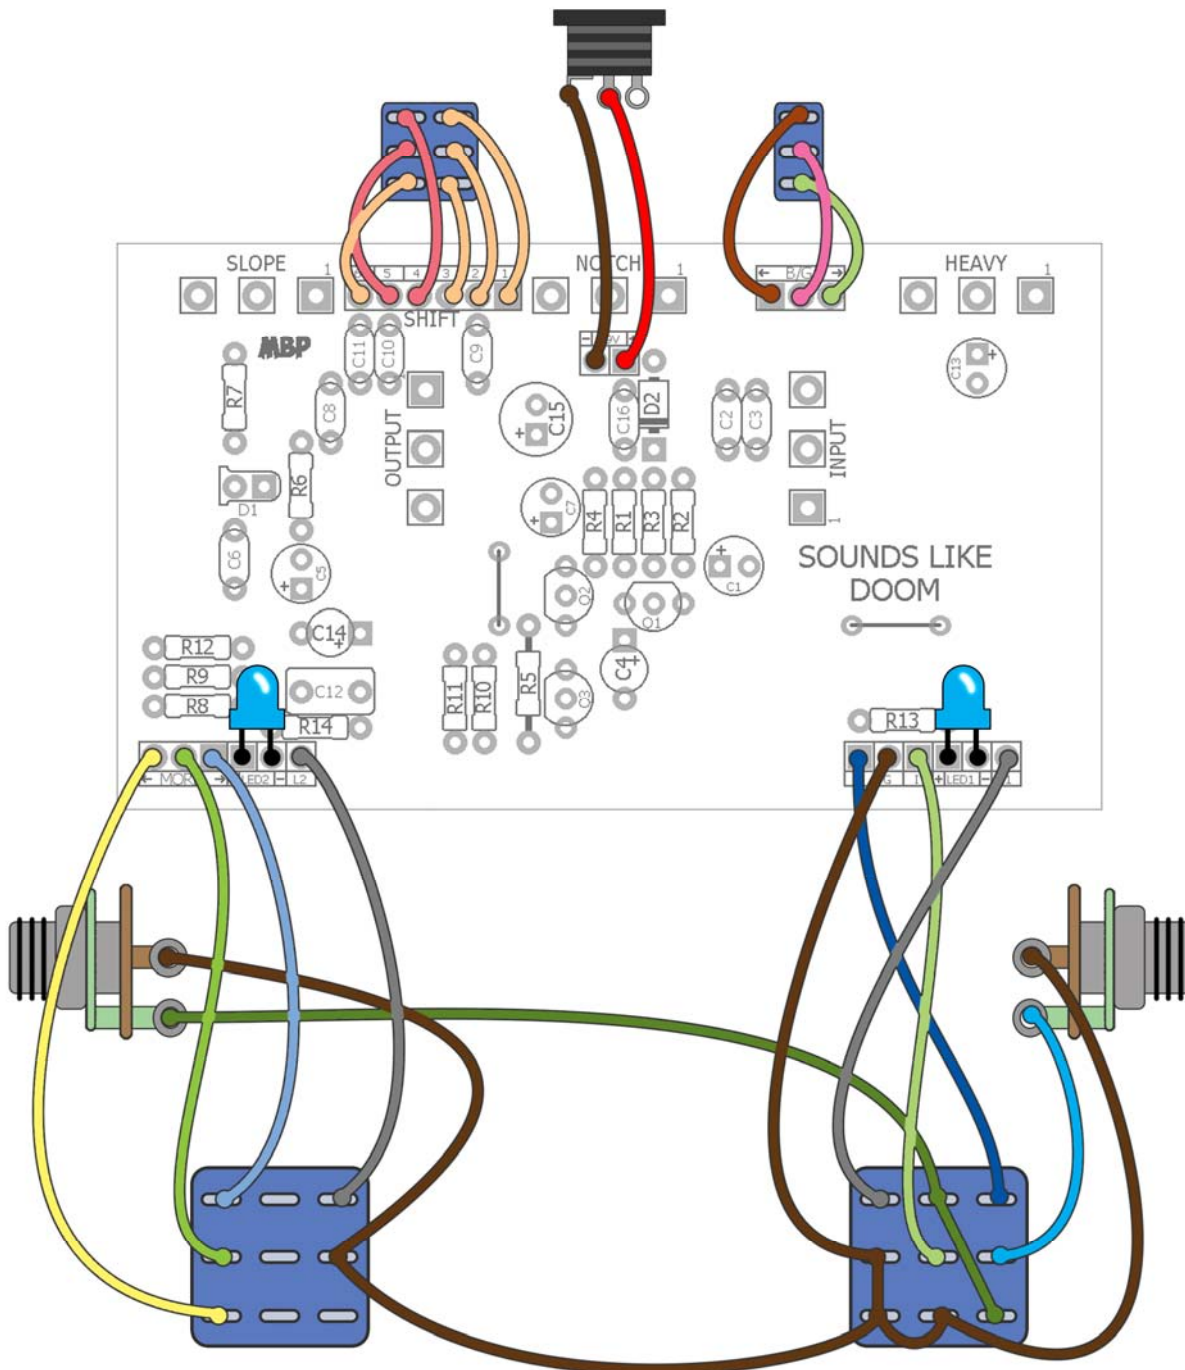 SLOPE
1
NOTCH
1
B/G
HEAVY
1
5
4
3
2
1
SHIFT
MBP
C11
C10
C9
R7
C8
C15
+
C16
D2
C2
C3
C13
+
OUTPUT
INPUT
1
R6
D1
C7
+
R4
R1
R3
R2
C6
C5
+
Q2
Q1
C1
+
SOUNDS LIKE
DOOM
R12
C14
+
R9
R8
C12
R14
R11
R10
R5
Q3
C4
+
R13
LED2
−
L2
G
I
+
LED1
−